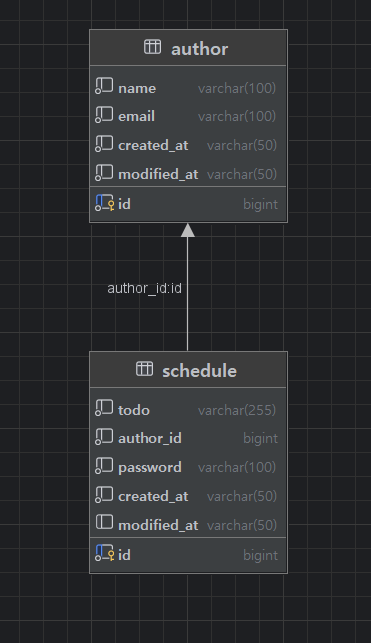 author
name varchar(100)
email varchar(100)
created_at varchar(50)
modified_at varchar(50)
id bigint
author_id:id
schedule
todo varchar(255)
author_id bigint
password varchar(100)
created_at varchar(50)
modified_at varchar(50)
id bigint